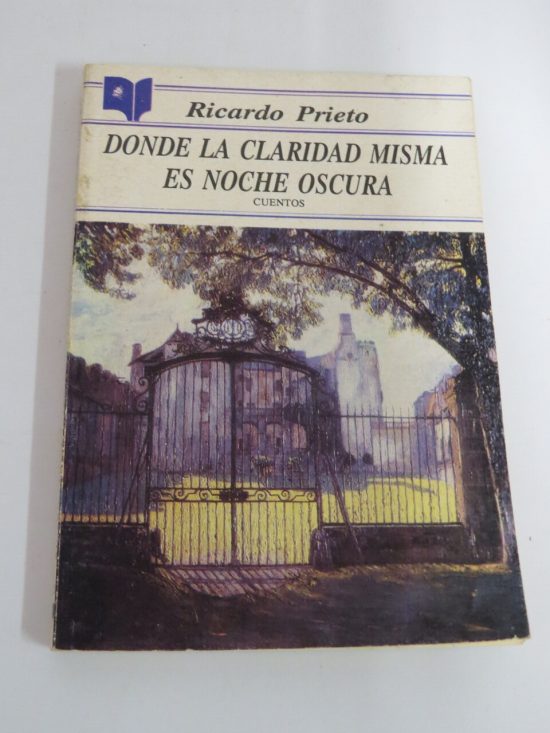 Ricardo Prieto
DONDE LA CLARIDAD MISMA
ES NOCHE OSCURA
CUENTOS